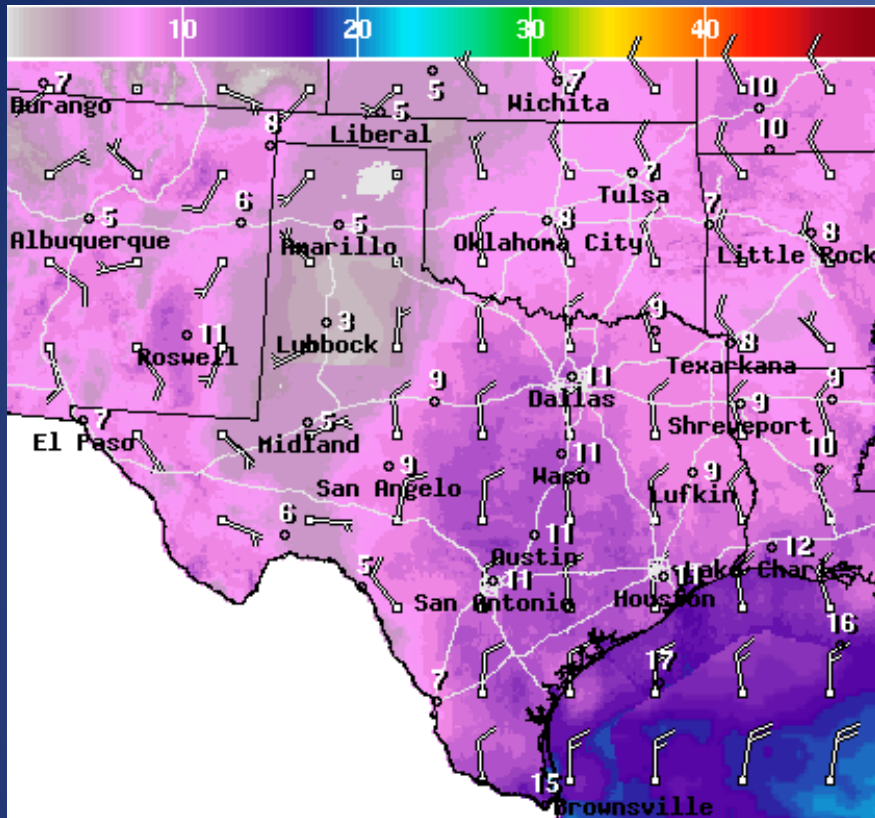 10 20 30 40
7 5 7 10
Durango Liberal 5 Wichita
8 10
7
Tulsa
5 6 5 8 7 8
Albuquerque Amarillo Oklahoma City Little Rock
11 3 9 8
Roswell Lubbock Texarkana
11
Dallas
7 5 9 9 9
El Paso Midland Shreveport
9 11 9 10
San Angelo Waco Lufkin
6 11 12
Austin Lake Charles
5 11 11
San Antonio Houston
16
7 17
15
Brownsville